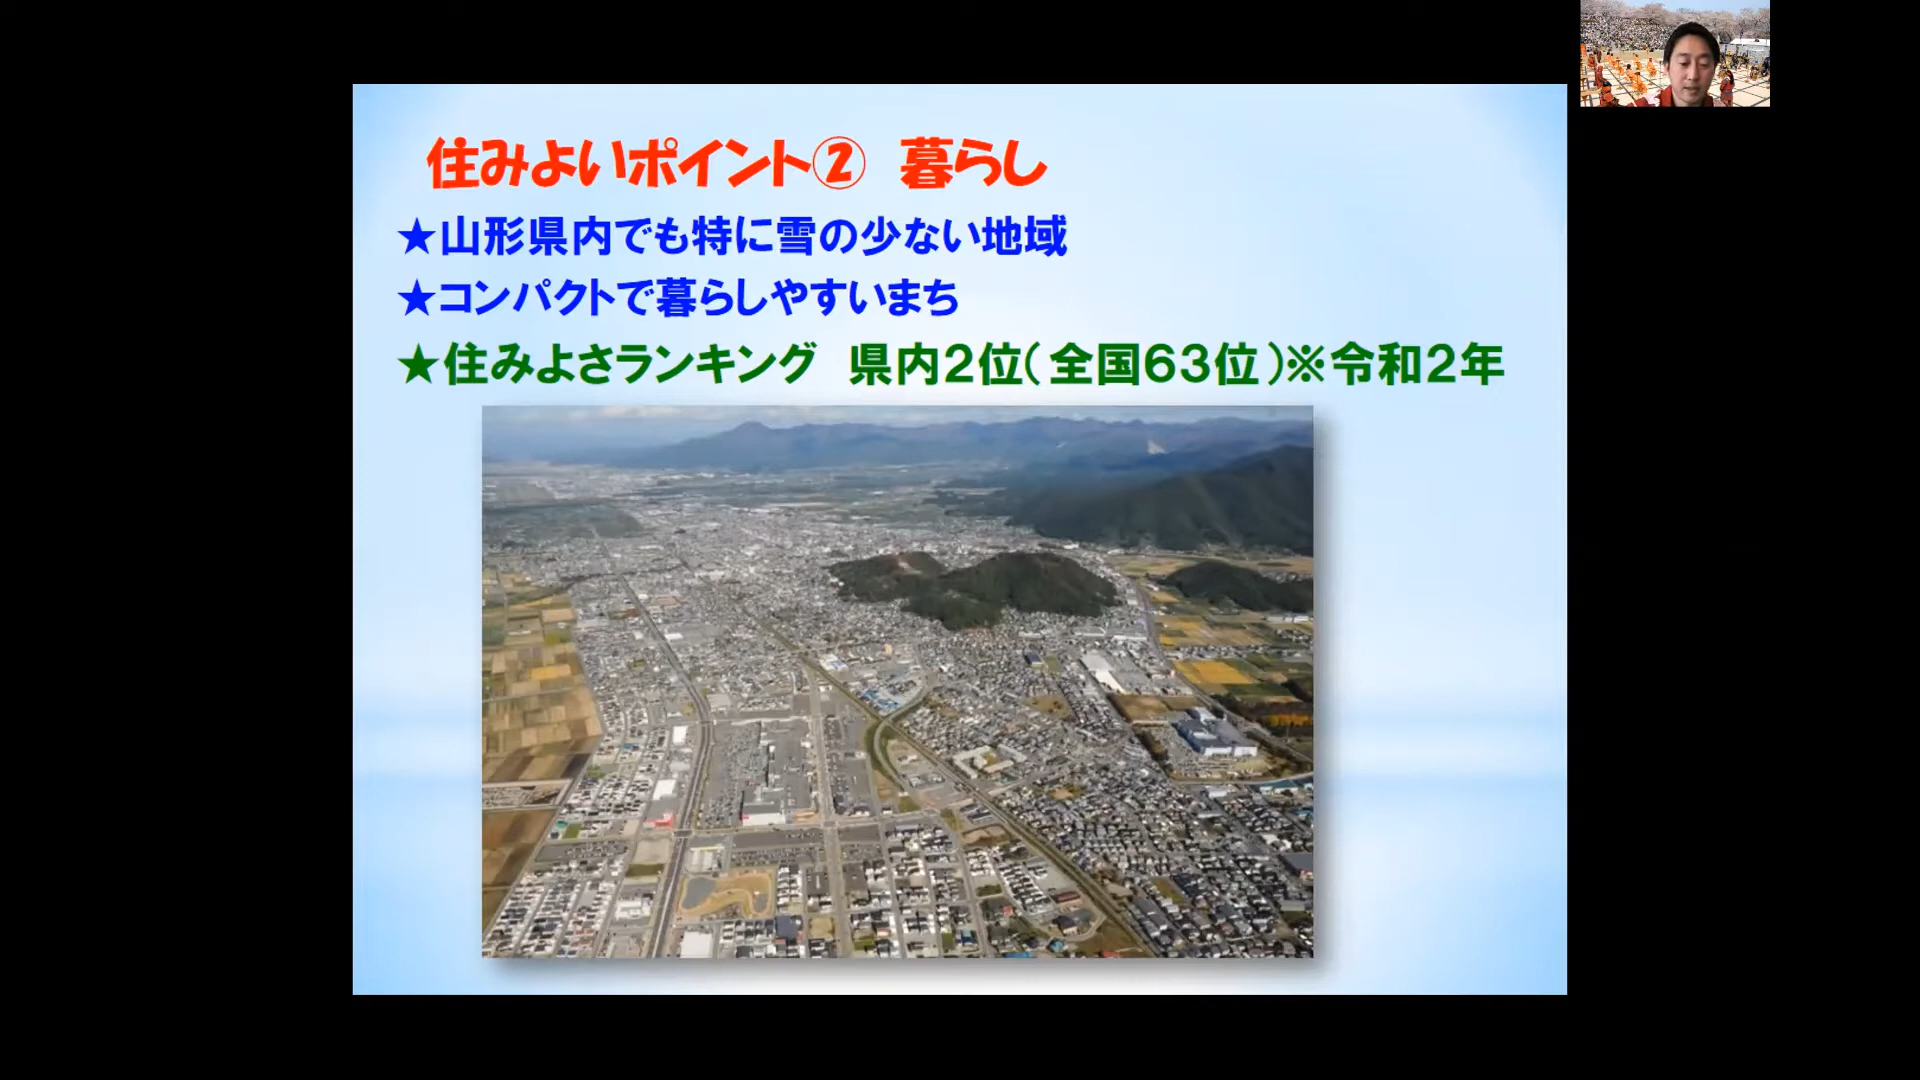 住みよいポイント② 暮らし
★山形県内でも特に雪の少ない地域
★コンパクトで暮らしやすいまち
★住みよさランキング 県内2位(全国63位)※令和2年